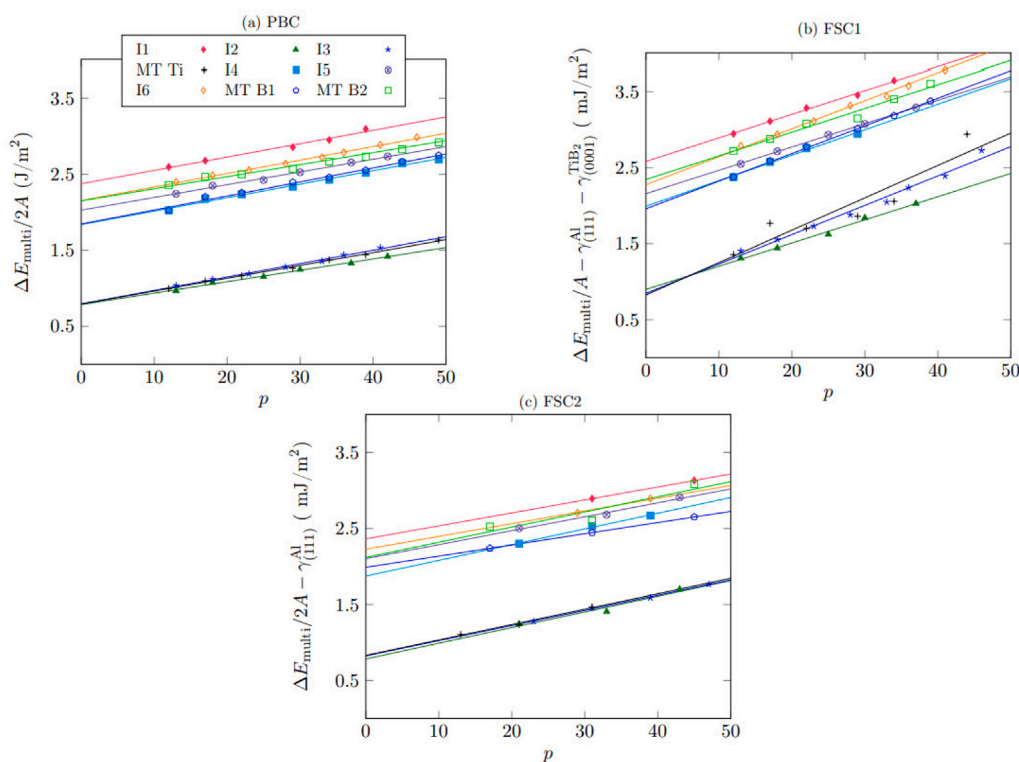 (a) PBC
I1 I2 I3
MT Ti I4 I5
I6 MT B1 MT B2
3.5
2.5
1.5
0.5
0 10 20 30 40 50
p
ΔE_multi/2A (J/m²)
(b) FSC1
3.5
2.5
1.5
0.5
0 10 20 30 40 50
p
ΔE_multi/A − γ^Al_(111) − γ^TiB₂_(0001) ( mJ/m²)
(c) FSC2
3.5
2.5
1.5
0.5
0 10 20 30 40 50
p
ΔE_multi/2A − γ^Al_(111) ( mJ/m²)